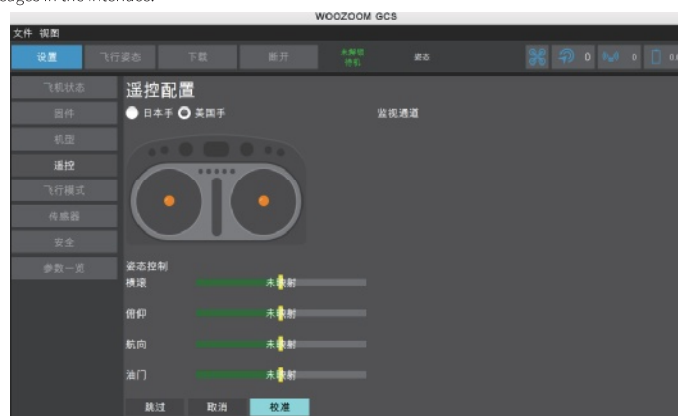 WOOZOOM GCS
文件 视图
设置 飞行姿态 下载 断开 未解锁 姿态 0 0
待机
飞机状态
固件
机型
遥控
飞行模式
传感器
安全
参数一览
遥控配置
日本手 英国手 监视通道
姿态控制
横滚 未映射
俯仰 未映射
航向 未映射
油门 未映射
跳过 取消 校准